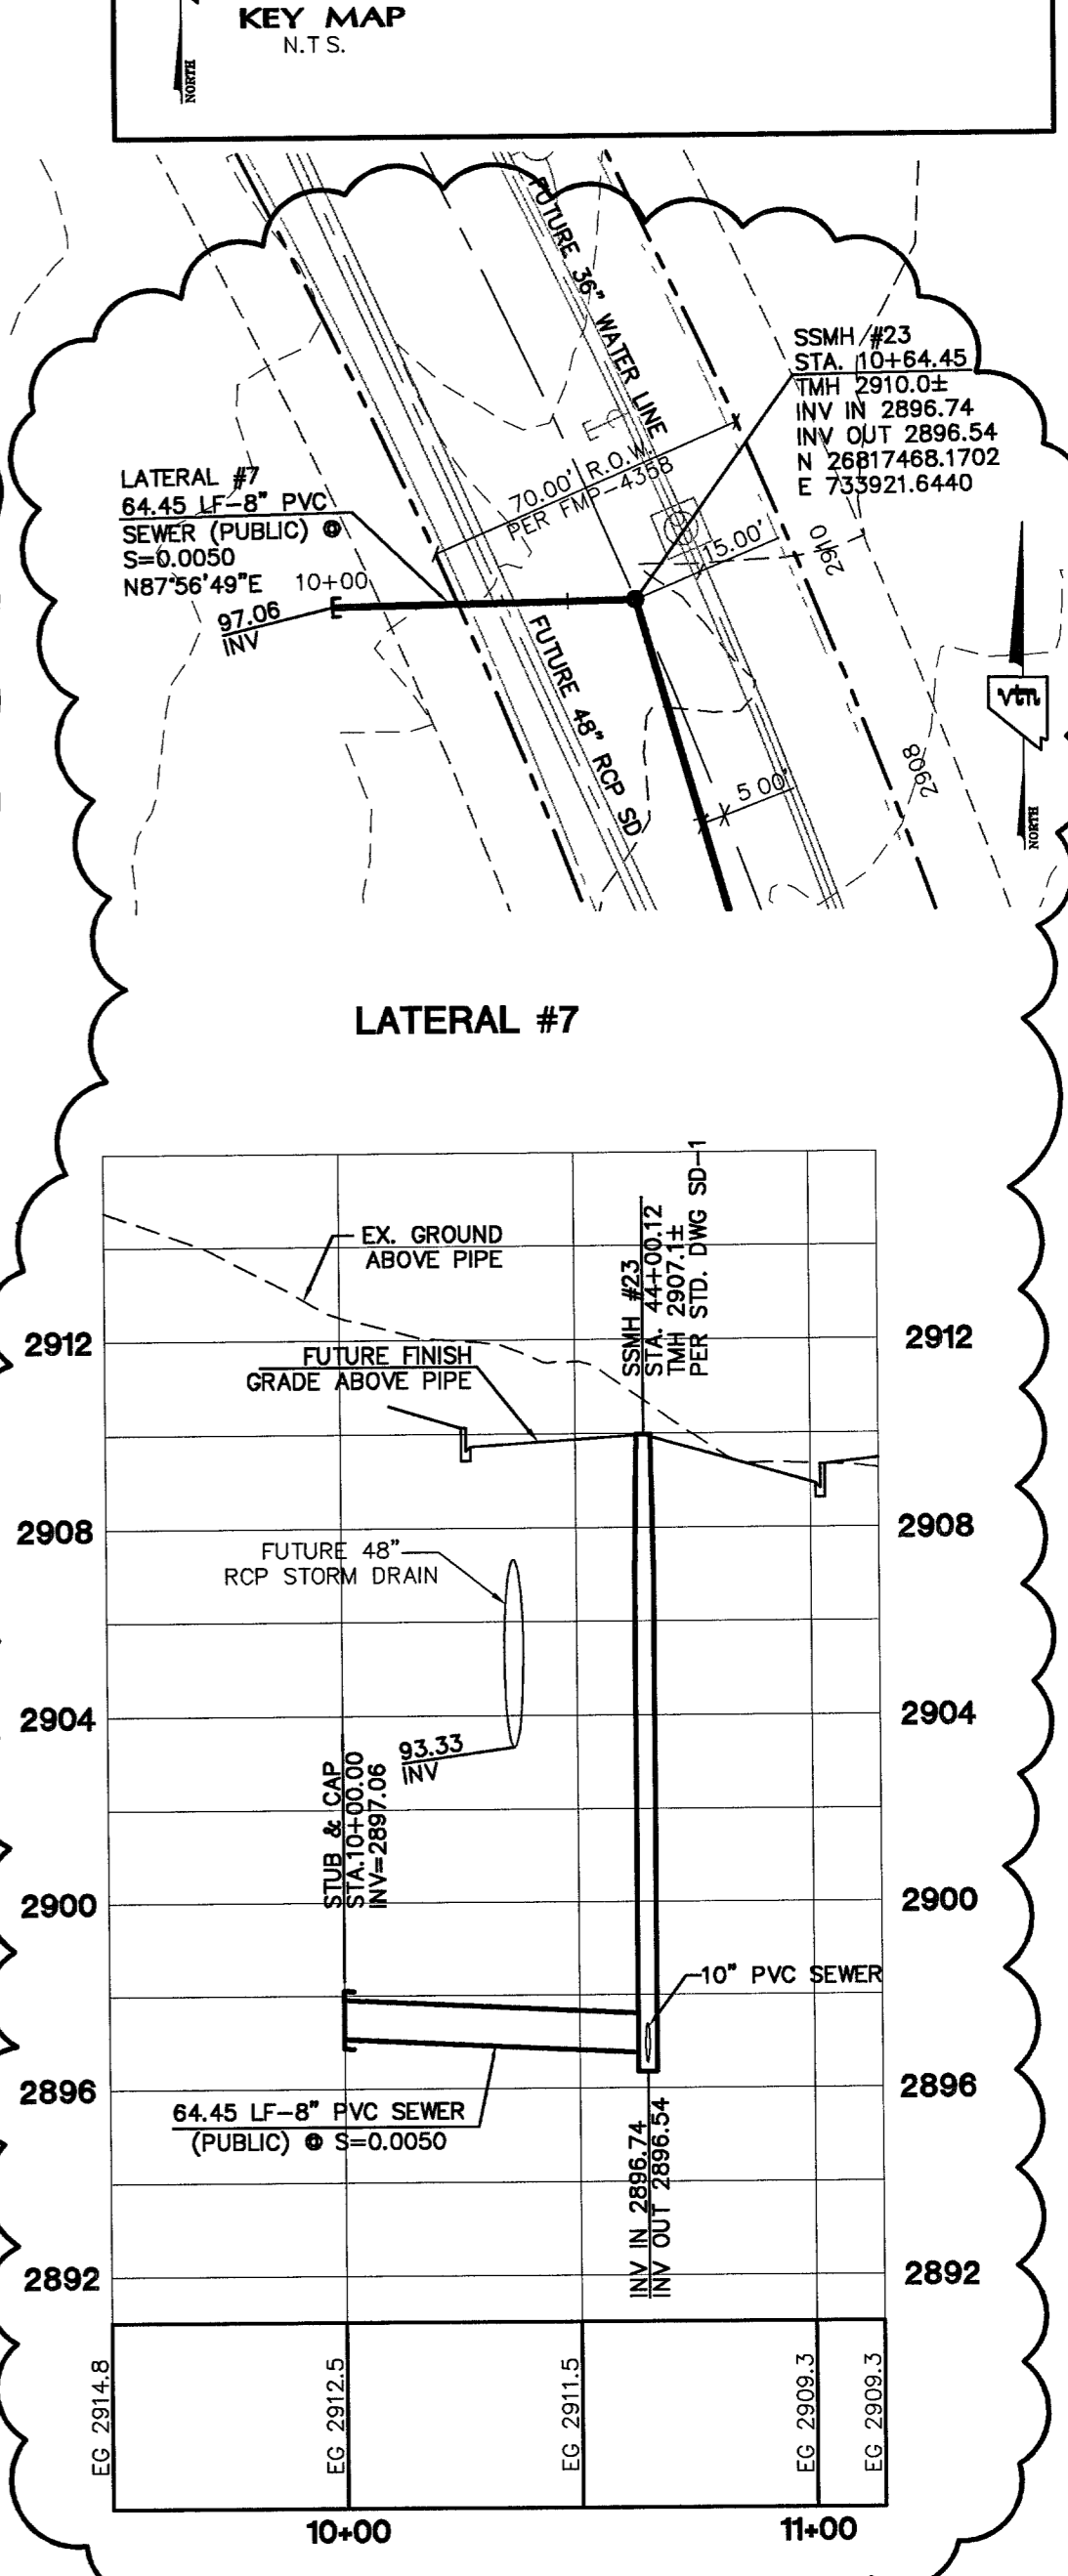 KEY MAP
N.T S.
NORTH
FUTURE 36" WATER LINE
SSMH #23
STA. 10+64.45
TMH 2910.0±
INV IN 2896.74
INV OUT 2896.54
N 26817468.1702
E 733921.6440
LATERAL #7
64.45 LF-8" PVC
SEWER (PUBLIC) @
S=0.0050
N87°56'49"E
10+00
97.06
INV
70.00' R.O.W.
PER FMP-4358
15.00'
2910
FUTURE 48" RCP SD
5 00'
2908
vtn
NORTH
LATERAL #7
EX. GROUND
ABOVE PIPE
SSMH #23
STA. 44+00.12
TMH 2907.1±
PER STD. DWG SD-1
2912
2912
FUTURE FINISH
GRADE ABOVE PIPE
2908
2908
FUTURE 48"
RCP STORM DRAIN
2904
2904
93.33
INV
STUB & CAP
STA.10+00.00
INV=2897.06
2900
2900
10" PVC SEWER
2896
2896
64.45 LF-8" PVC SEWER
(PUBLIC) @ S=0.0050
INV IN 2896.74
INV OUT 2896.54
2892
2892
EG 2914.8
EG 2912.5
EG 2911.5
EG 2909.3
EG 2909.3
10+00
11+00